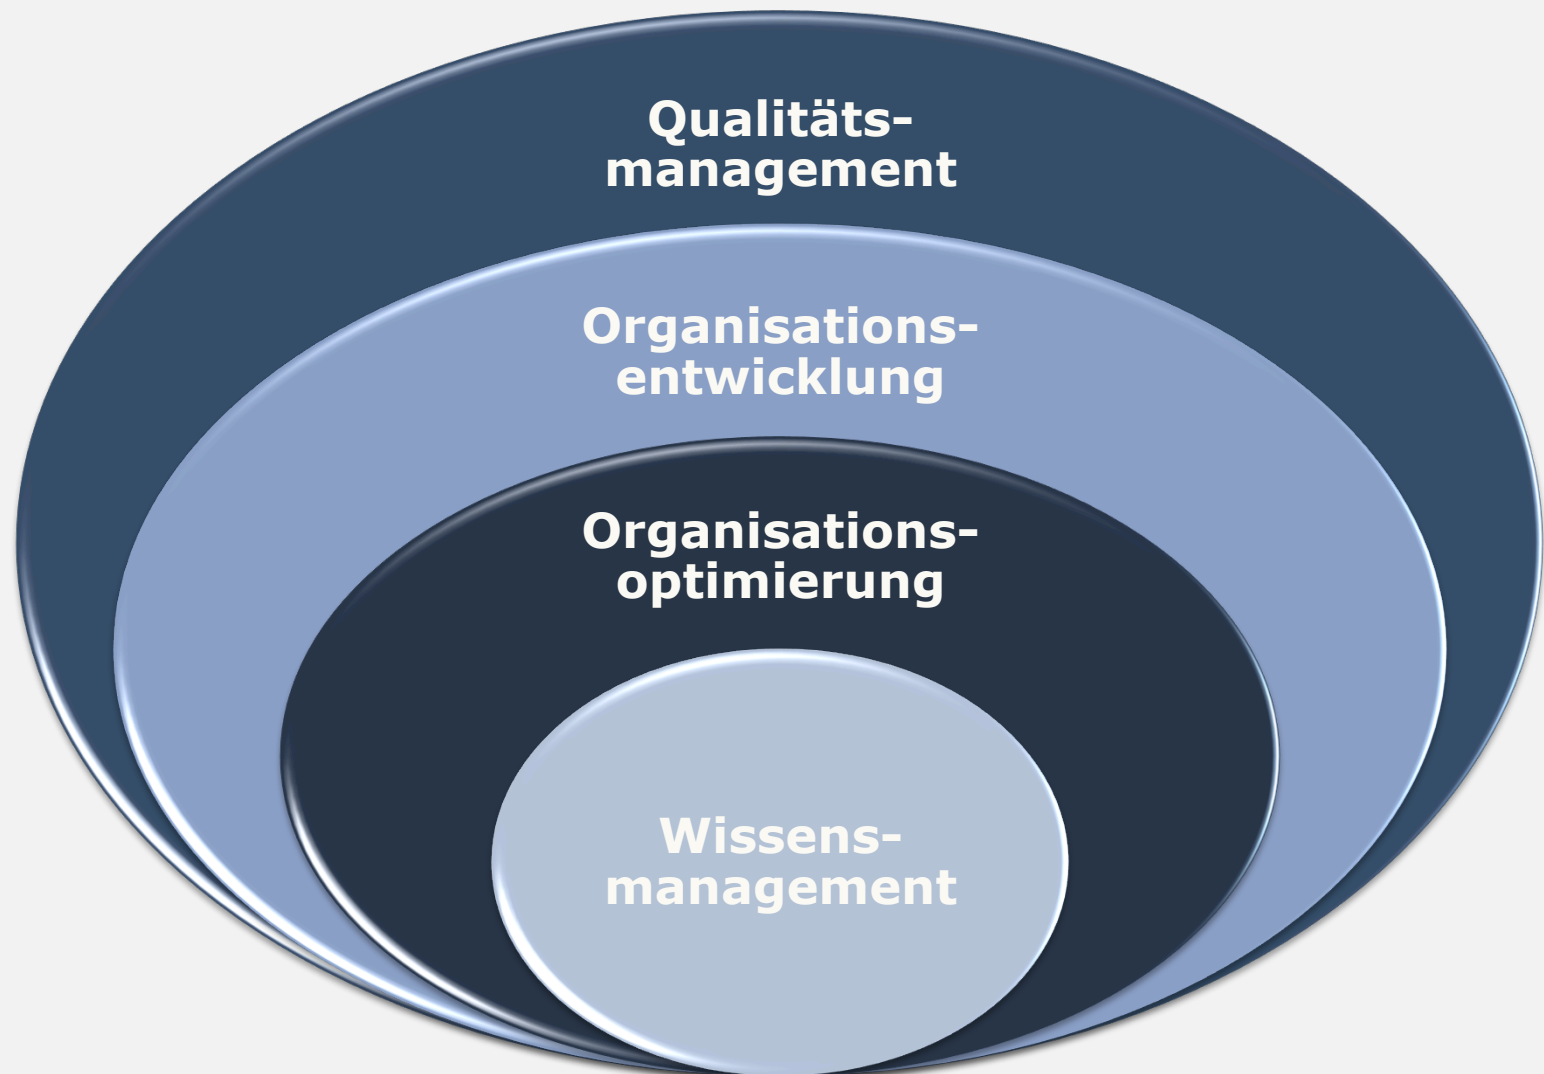 Qualitäts-
management
Organisations-
entwicklung
Organisations-
optimierung
Wissens-
management